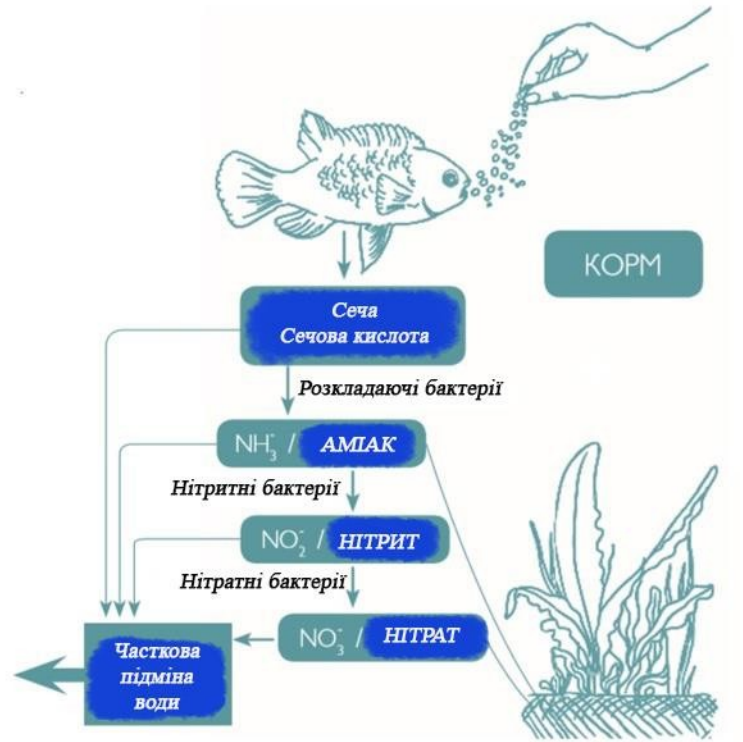 КОРМ
Сеча
Сечова кислота
Розкладаючі бактерії
NH₃⁻ / АМІАК
Нітритні бактерії
NO₂⁻ / НІТРИТ
Нітратні бактерії
NO₃⁻ / НІТРАТ
Часткова
підміна
води